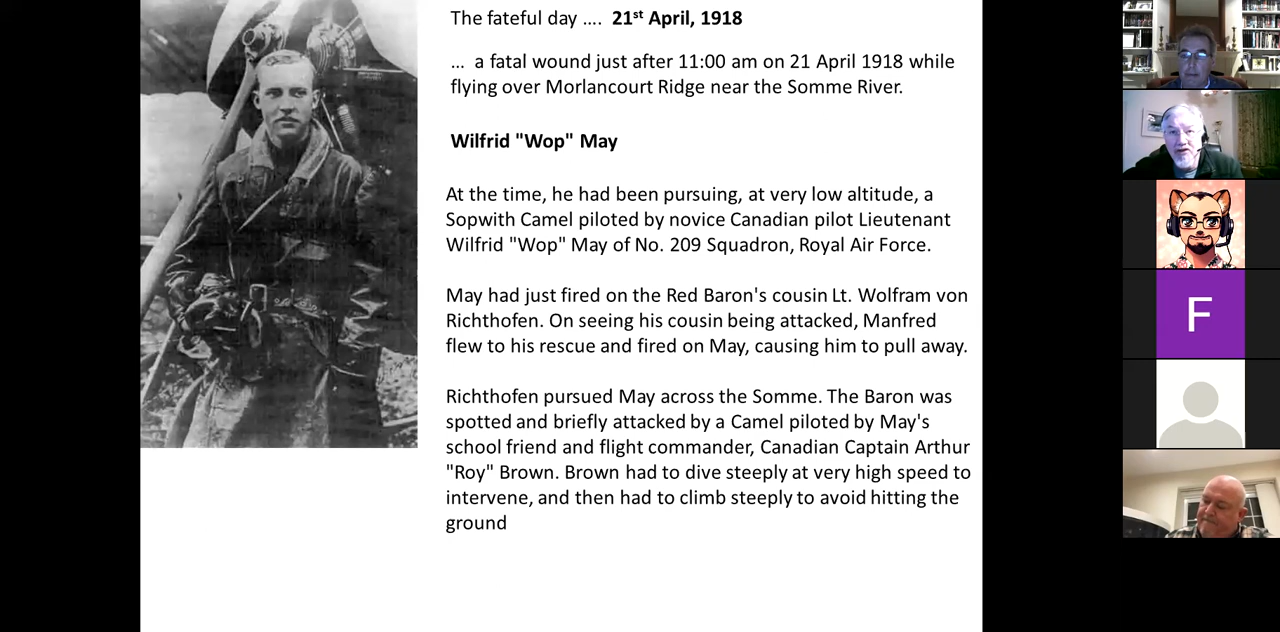 The fateful day .... 21st April, 1918
... a fatal wound just after 11:00 am on 21 April 1918 while
flying over Morlancourt Ridge near the Somme River.
Wilfrid "Wop" May
At the time, he had been pursuing, at very low altitude, a
Sopwith Camel piloted by novice Canadian pilot Lieutenant
Wilfrid "Wop" May of No. 209 Squadron, Royal Air Force.
May had just fired on the Red Baron's cousin Lt. Wolfram von
Richthofen. On seeing his cousin being attacked, Manfred
flew to his rescue and fired on May, causing him to pull away.
Richthofen pursued May across the Somme. The Baron was
spotted and briefly attacked by a Camel piloted by May's
school friend and flight commander, Canadian Captain Arthur
"Roy" Brown. Brown had to dive steeply at very high speed to
intervene, and then had to climb steeply to avoid hitting the
ground
F